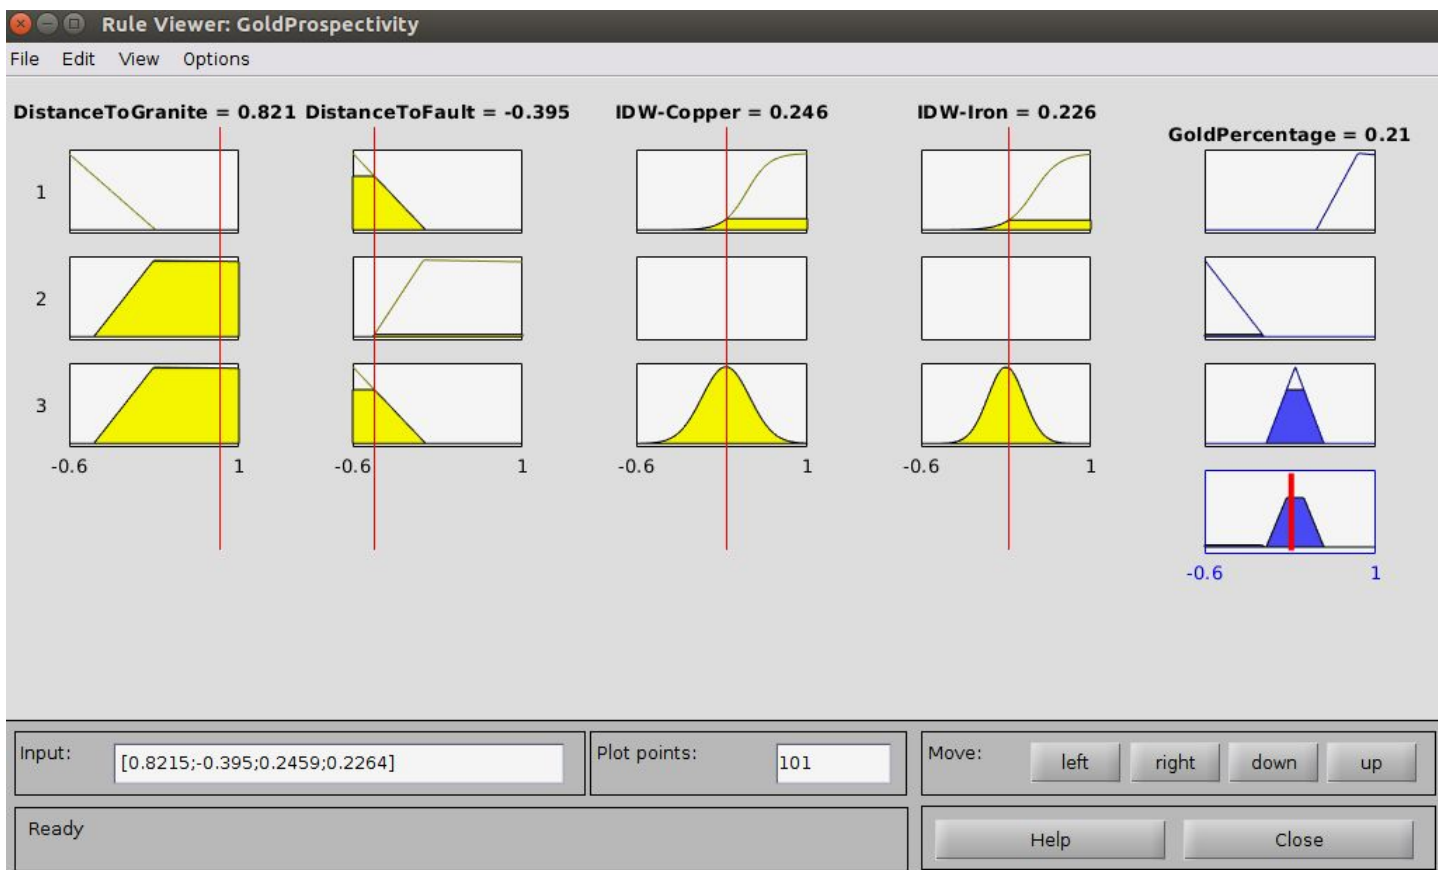 Rule Viewer: GoldProspectivity
File Edit View Options
DistanceToGranite = 0.821 DistanceToFault = -0.395 IDW-Copper = 0.246 IDW-Iron = 0.226
GoldPercentage = 0.21
1
2
3
-0.6 1 -0.6 1 -0.6 1 -0.6 1
-0.6 1
Input: [0.8215;-0.395;0.2459;0.2264] Plot points: 101 Move: left right down up
Ready Help Close